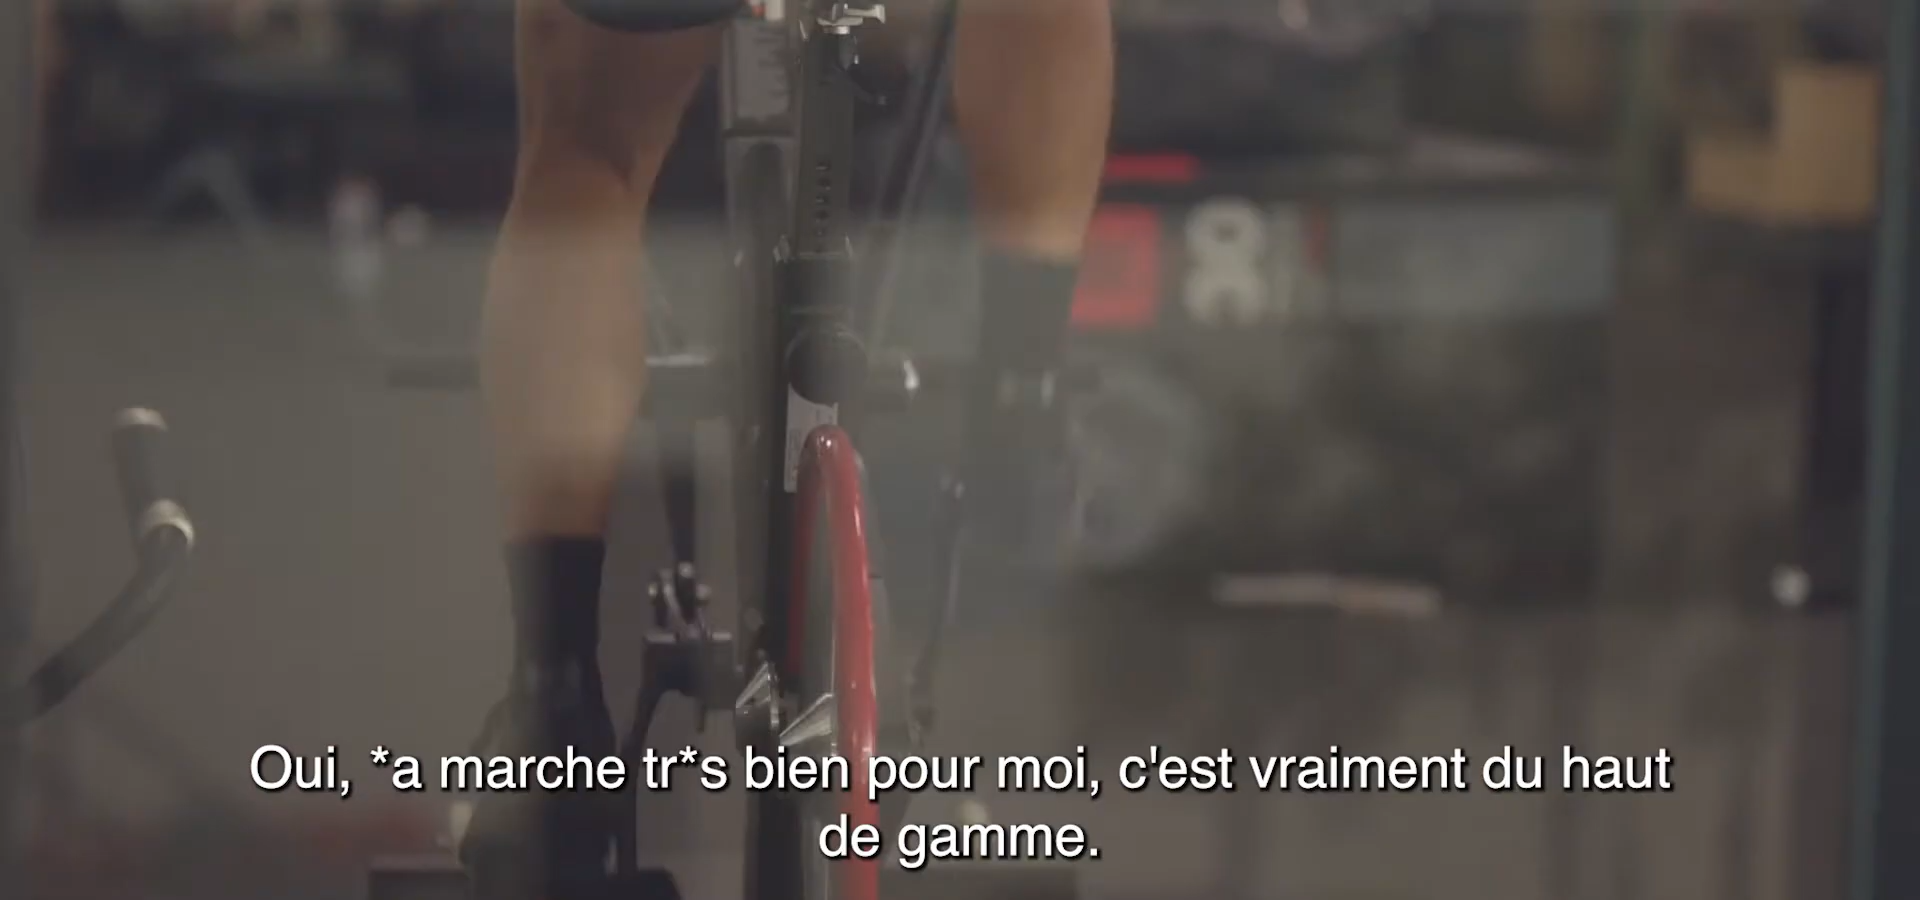 Oui, *a marche tr*s bien pour moi, c'est vraiment du haut
de gamme.